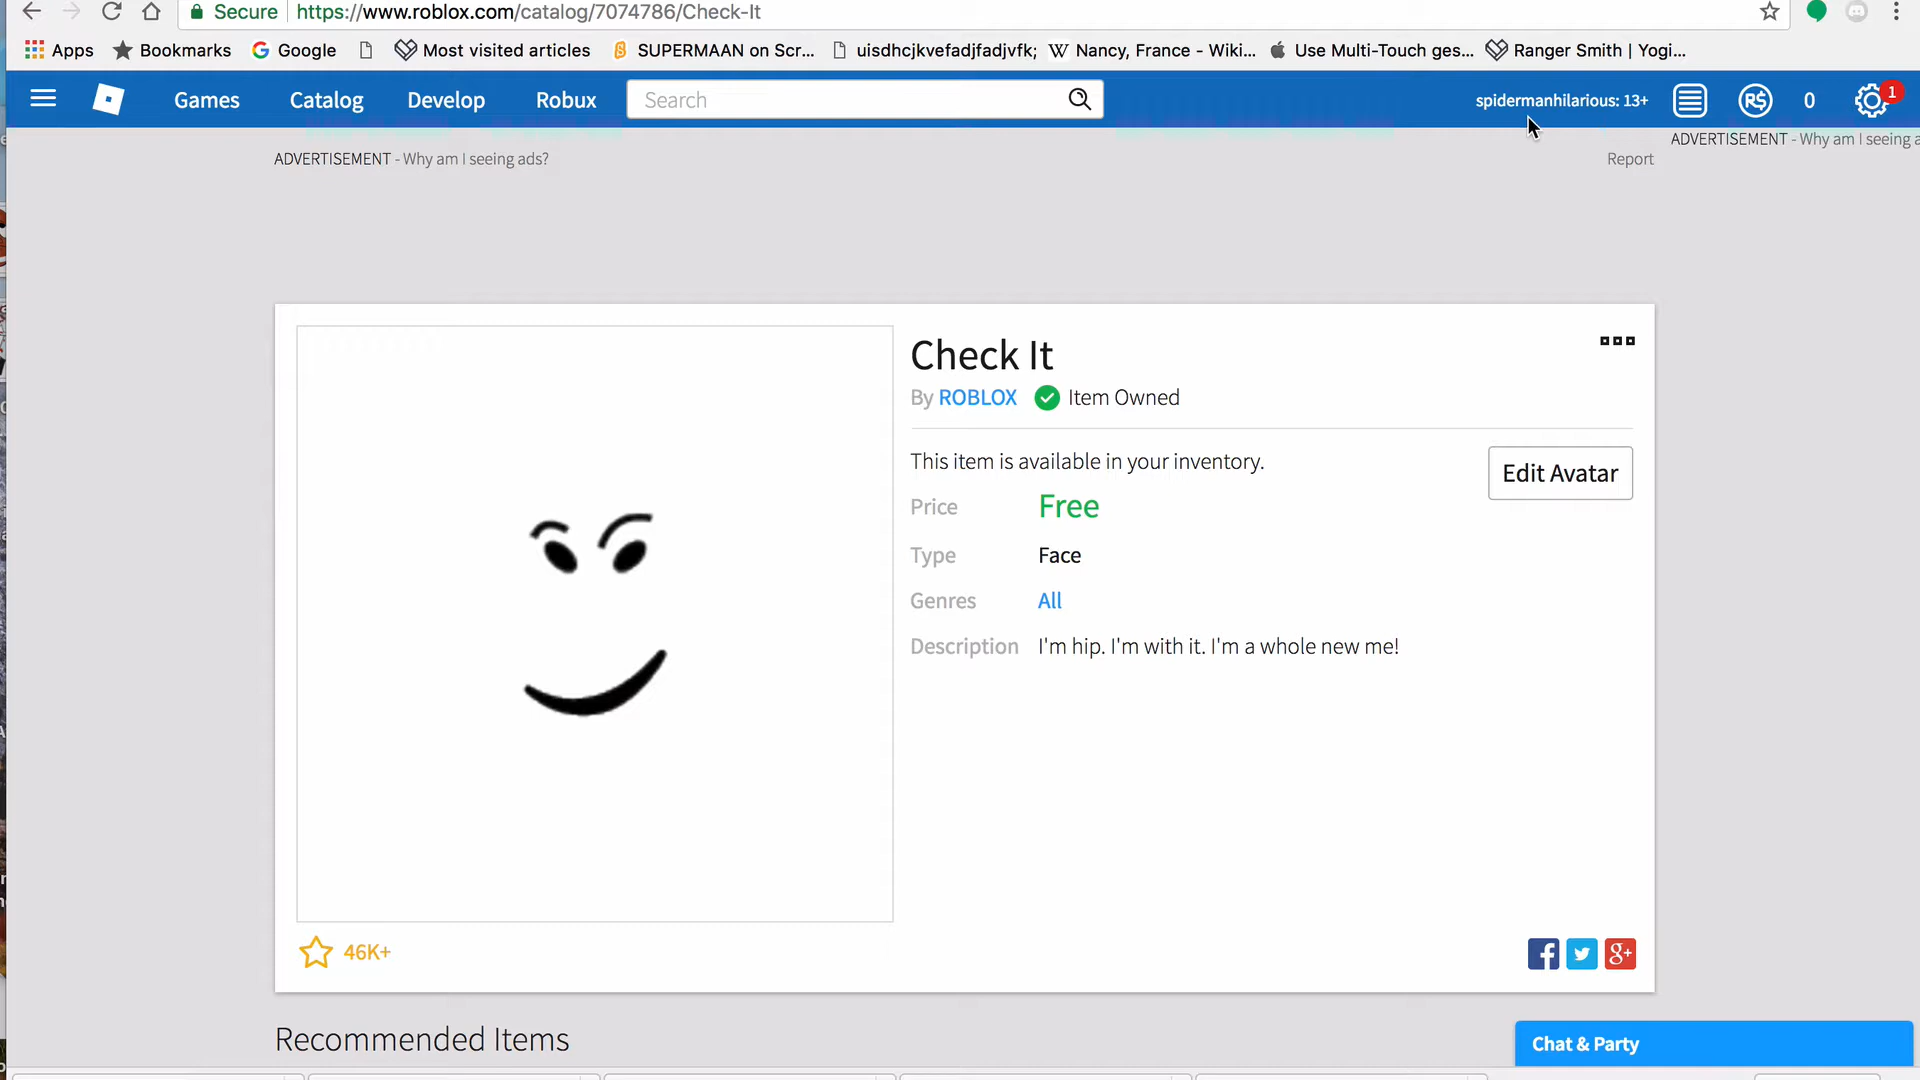 Secure https://www.roblox.com/catalog/7074786/Check-It
Apps Bookmarks Google Most visited articles SUPERMAAN on Scr... uisdhcjkvefadjfadjvfk; Nancy, France - Wiki... Use Multi-Touch ges... Ranger Smith | Yogi...
Games Catalog Develop Robux Search spidermanhilarious: 13+ R$ 0 1
ADVERTISEMENT - Why am I seeing ads? Report
ADVERTISEMENT - Why am I seeing a
Check It
By ROBLOX Item Owned
This item is available in your inventory.
Edit Avatar
Price Free
Type Face
Genres All
Description I'm hip. I'm with it. I'm a whole new me!
46K+
Recommended Items
Chat & Party